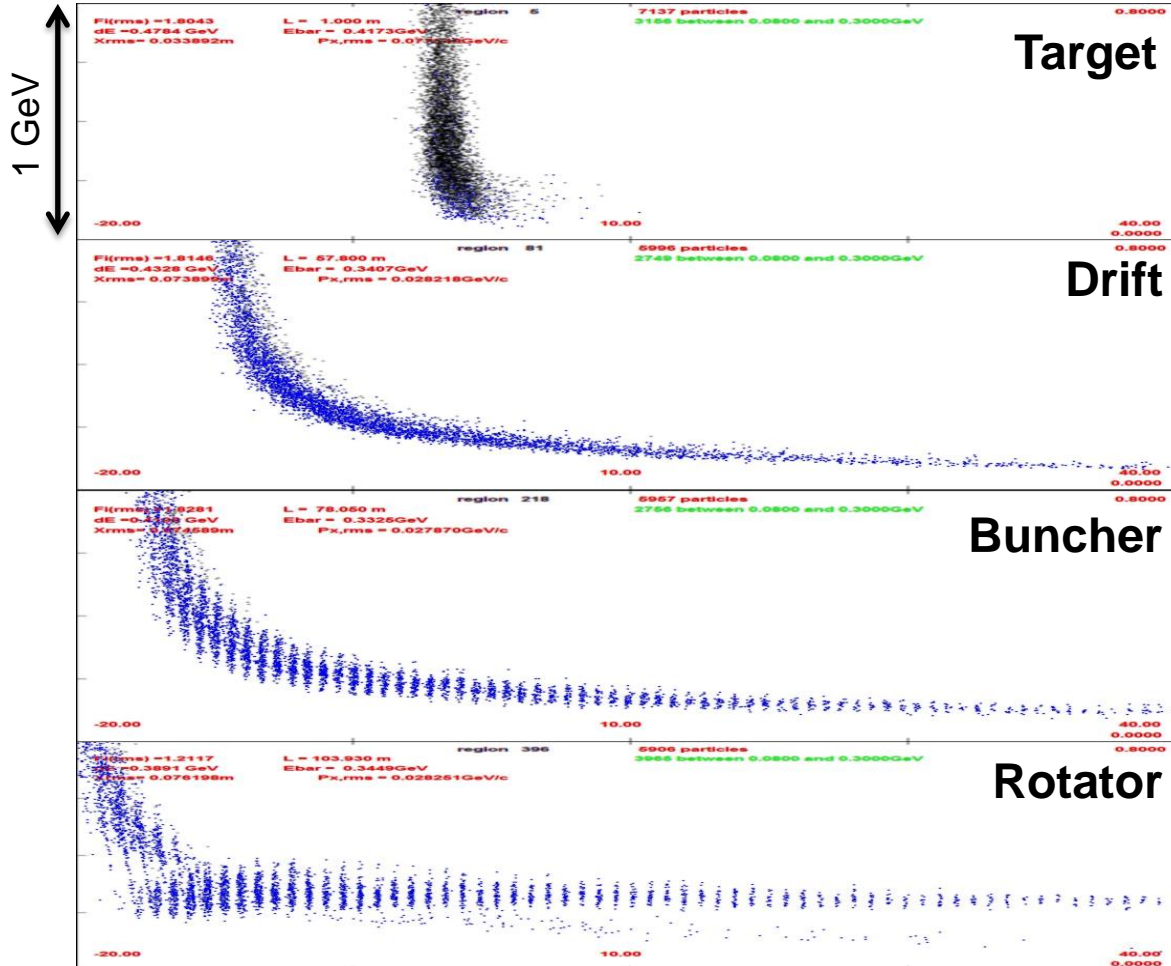 1 GeV
Fi(rms) =1.8043 L = 1.000 m region 5 7137 particles 0.8000
dE =0.4784 GeV Ebar = 0.4173GeV 3156 between 0.0800 and 0.3000GeV
Xrms= 0.033892m GeV/c
Target
-20.00 10.00 40.00
0.0000
Fi(rms) =1.8146 L = 57.800 m region 81 5996 particles 0.8000
dE =0.4328 GeV Ebar = 0.3407GeV 2749 between 0.0800 and 0.3000GeV
Px,rms = 0.028218GeV/c
Drift
-20.00 10.00 40.00
0.0000
L = 78.050 m region 218 5957 particles 0.8000
GeV Ebar = 0.3325GeV 2756 between 0.0800 and 0.3000GeV
Px,rms = 0.027870GeV/c
Buncher
-20.00 10.00 40.00
0.0000
L = 103.930 m region 396 5906 particles 0.8000
GeV Ebar = 0.3449GeV 3965 between 0.0800 and 0.3000GeV
0.076198m Px,rms = 0.028251GeV/c
Rotator
-20.00 10.00 40.00
0.0000